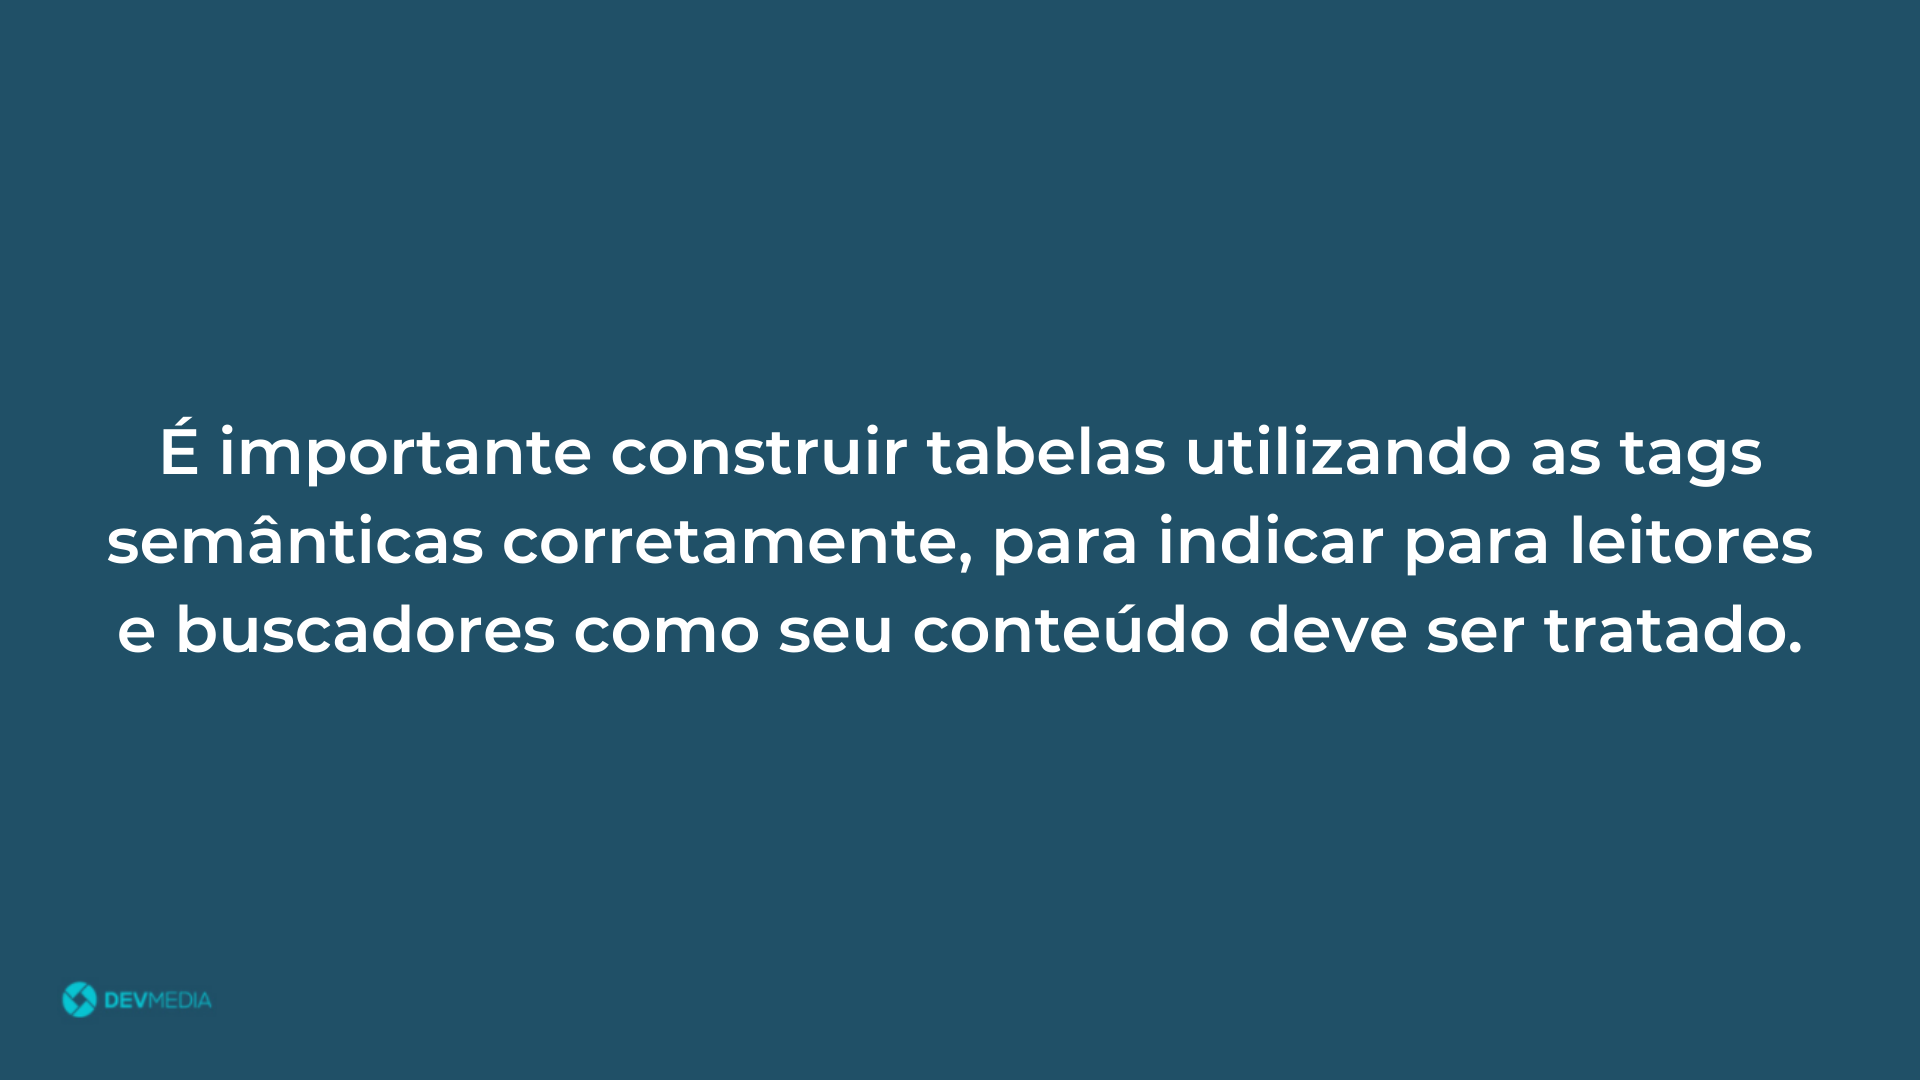 É importante construir tabelas utilizando as tags
semânticas corretamente, para indicar para leitores
e buscadores como seu conteúdo deve ser tratado.
DEVMEDIA